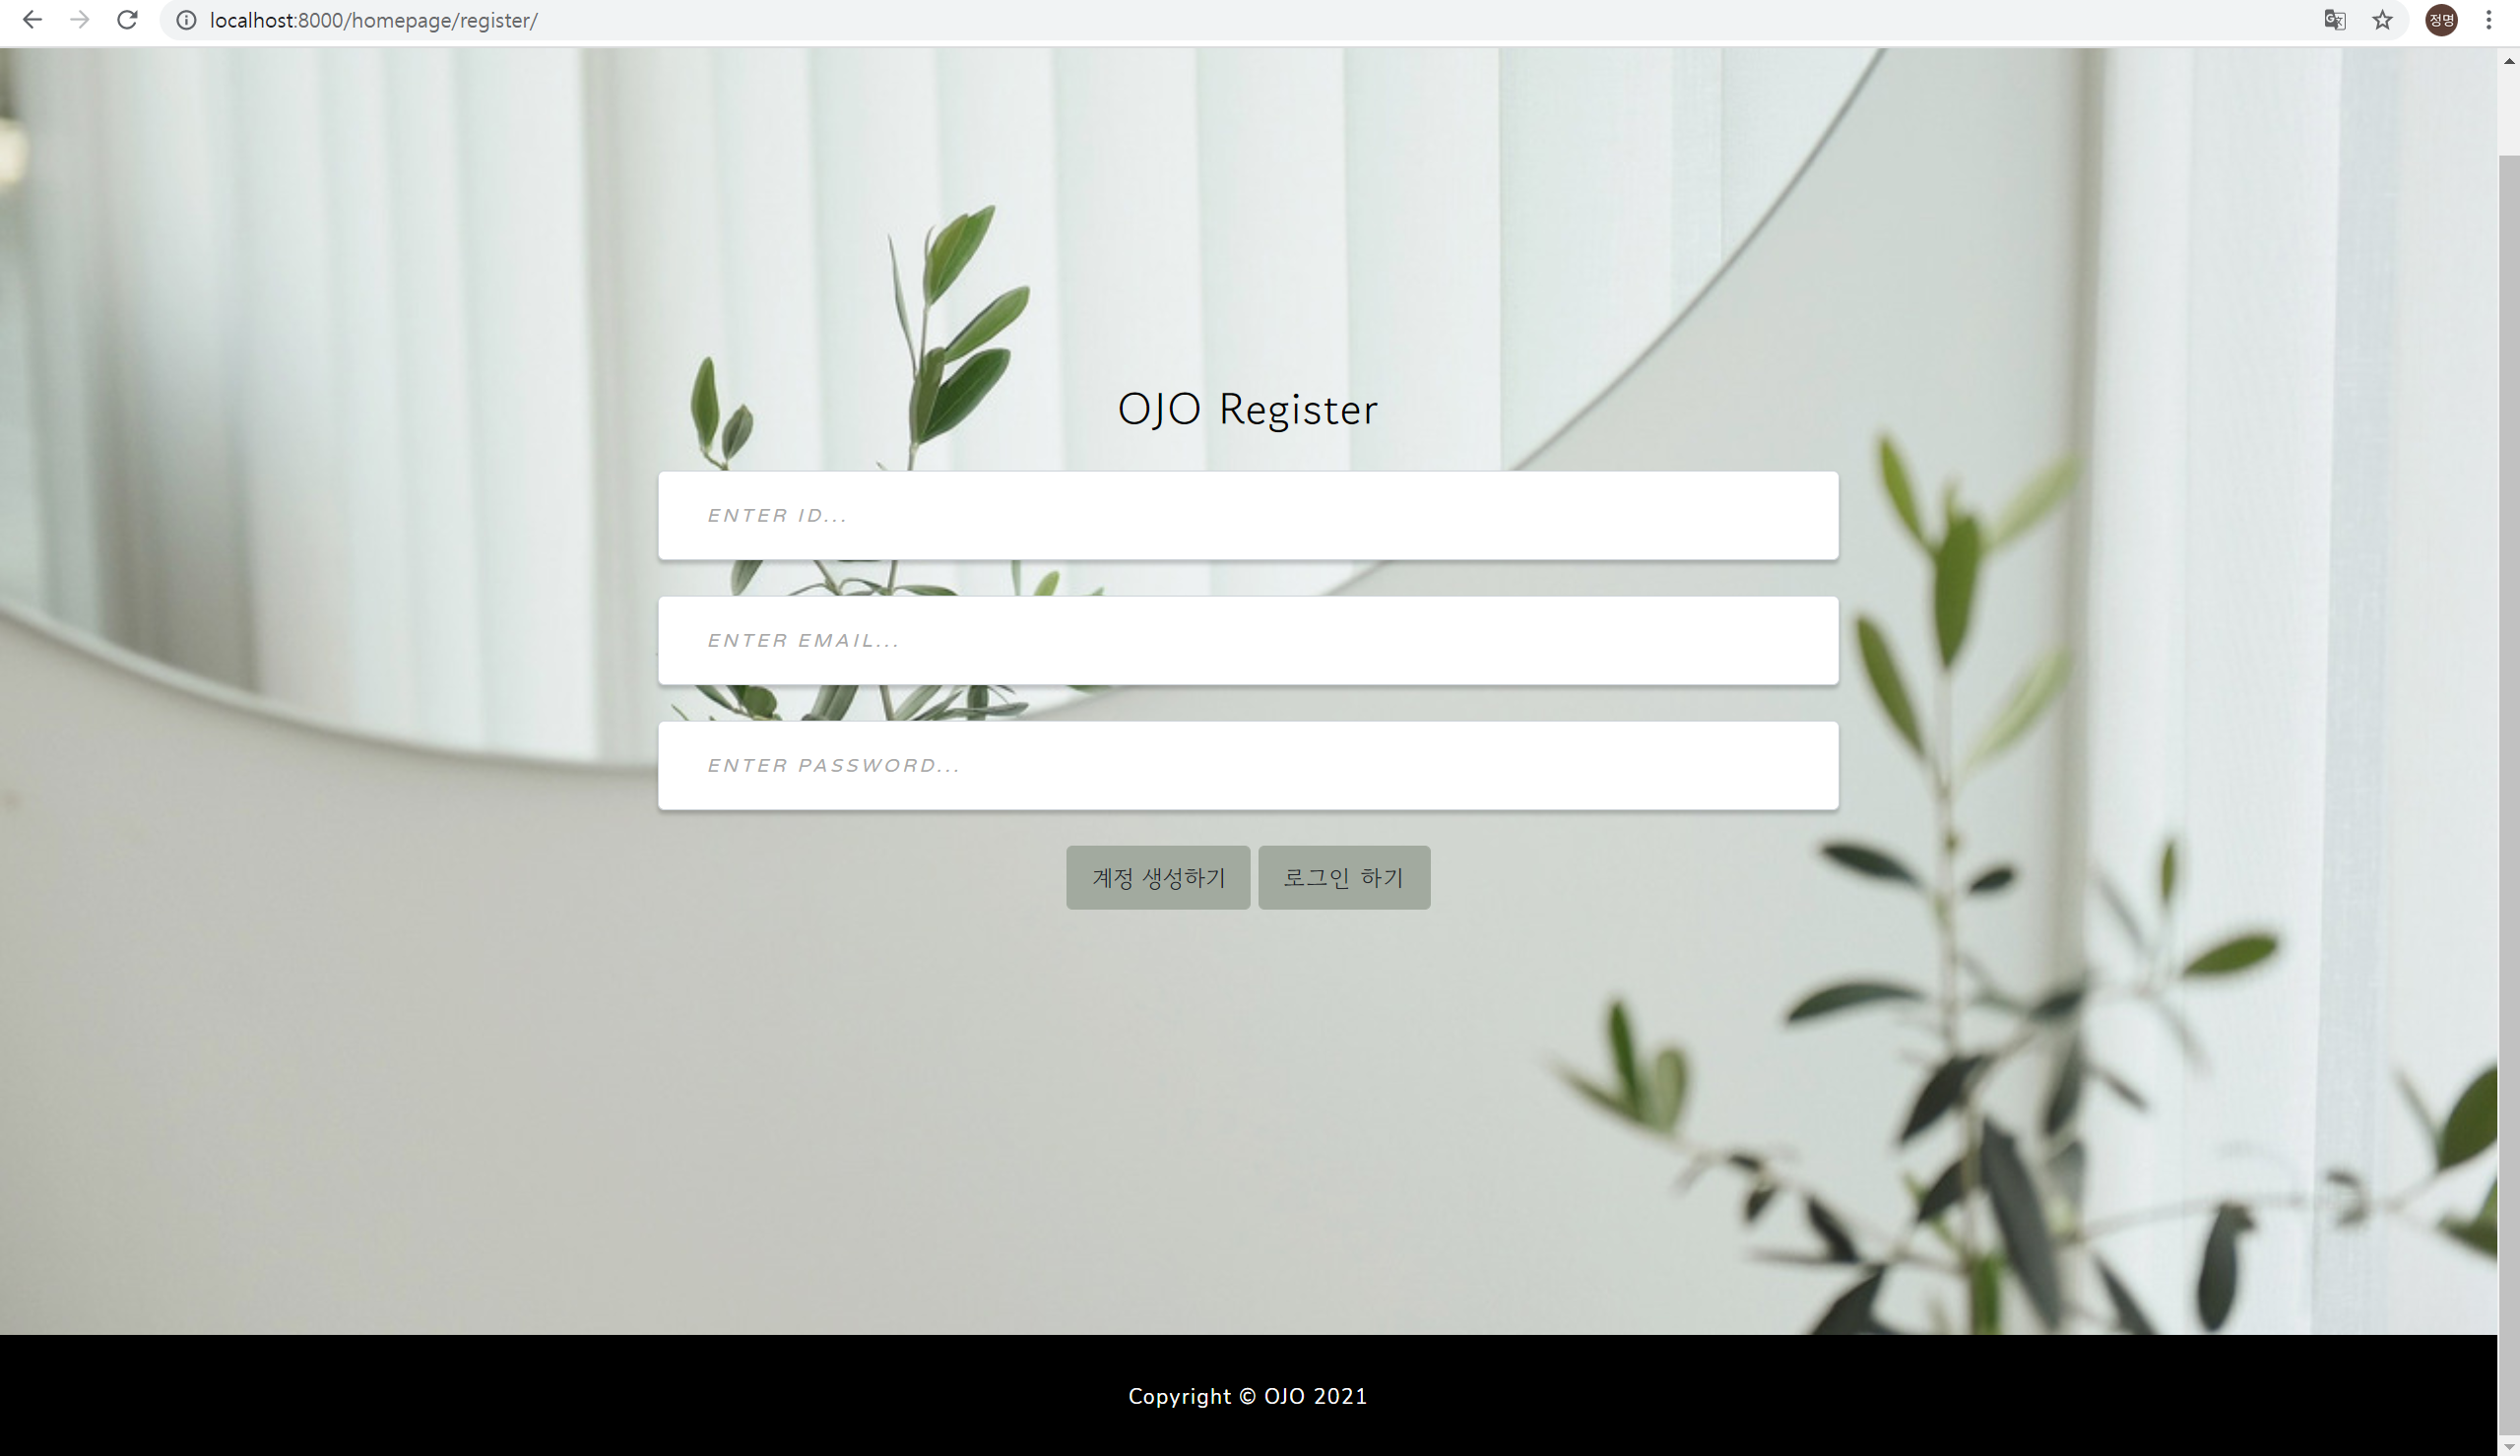 localhost:8000/homepage/register/
정명
OJO Register
ENTER ID...
ENTER EMAIL...
ENTER PASSWORD...
계정 생성하기 로그인 하기
Copyright © OJO 2021